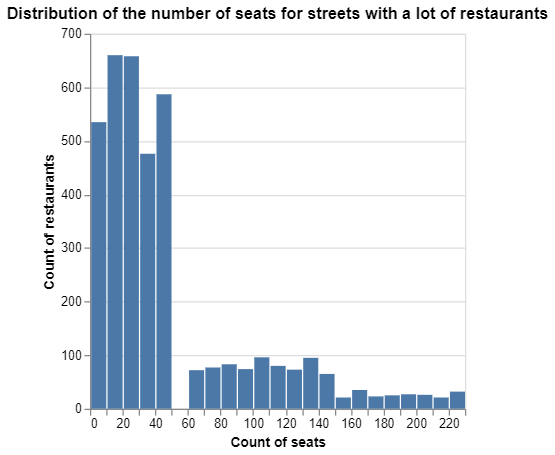 Distribution of the number of seats for streets with a lot of restaurants
700
600
500
400
300
200
100
0
Count of restaurants
0 20 40 60 80 100 120 140 160 180 200 220
Count of seats